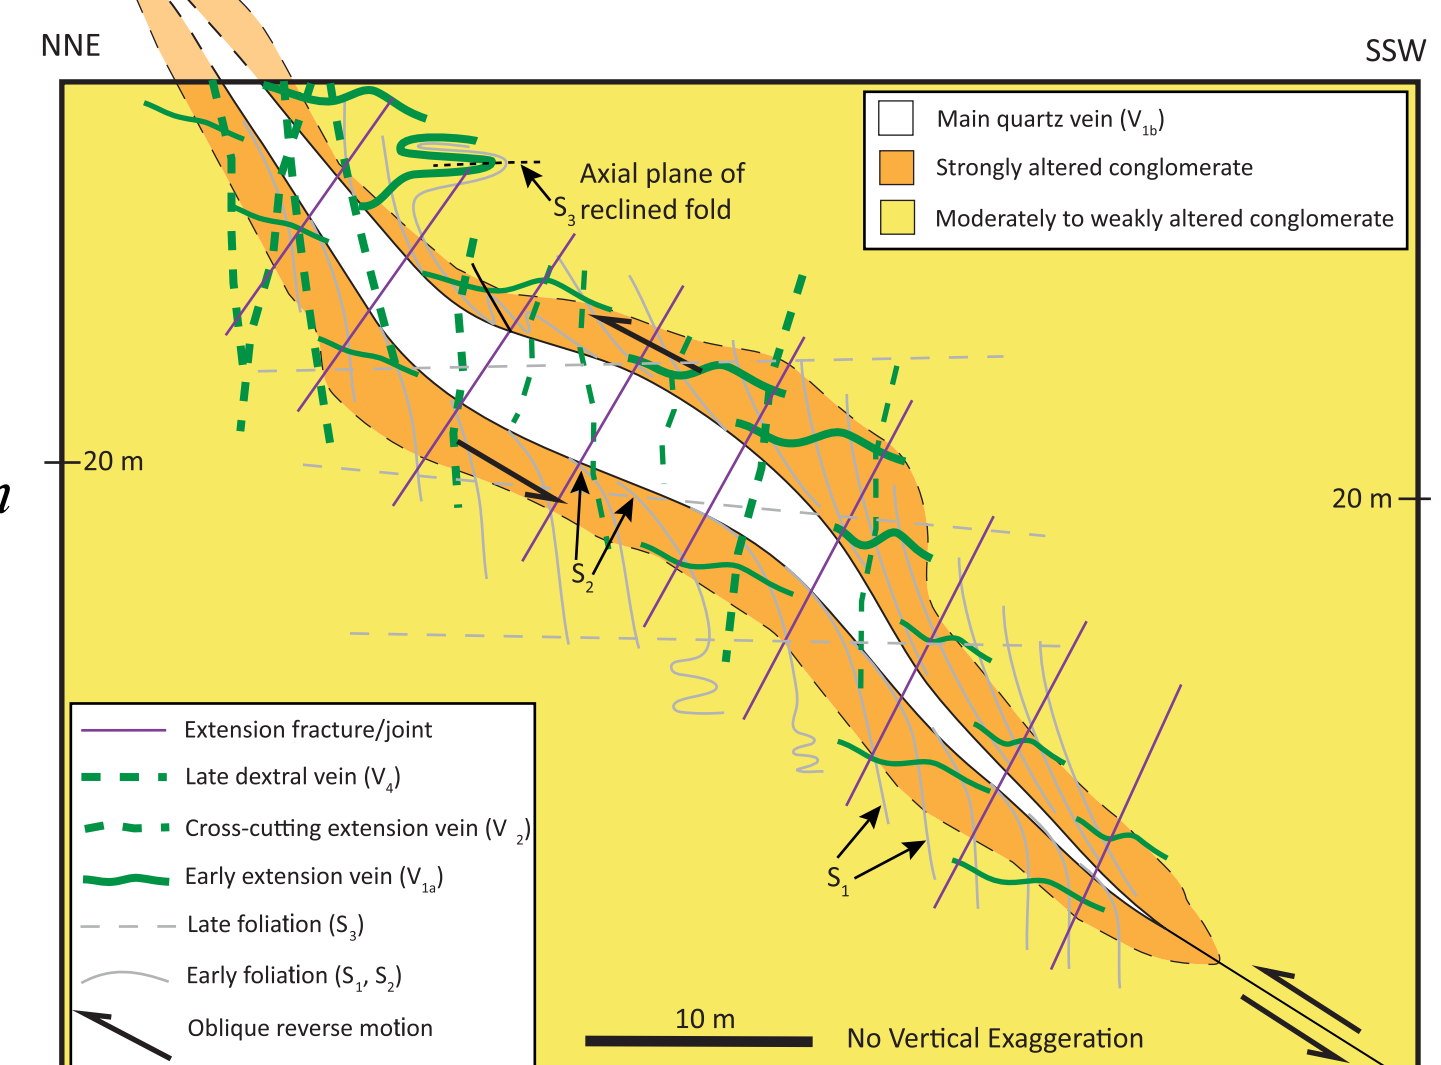 NNE
SSW
Main quartz vein (V1b)
Strongly altered conglomerate
Moderately to weakly altered conglomerate
Axial plane of
S3 reclined fold
20 m
n
20 m
S2
S1
Extension fracture/joint
Late dextral vein (V4)
Cross-cutting extension vein (V 2)
Early extension vein (V1a)
Late foliation (S3)
Early foliation (S1, S2)
Oblique reverse motion
10 m
No Vertical Exaggeration